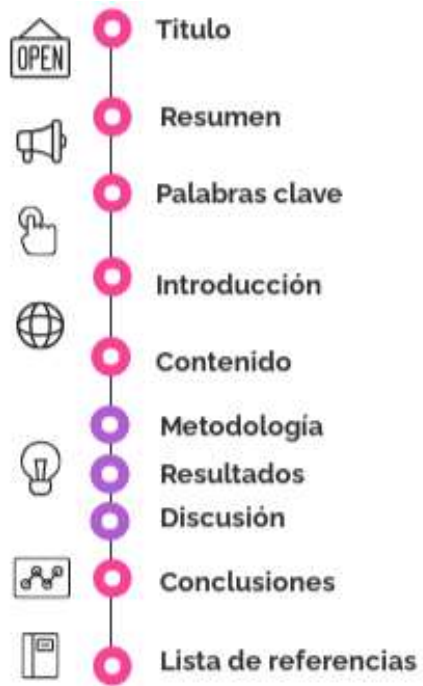 Titulo
OPEN
Resumen
Palabras clave
Introducción
Contenido
Metodología
Resultados
Discusión
Conclusiones
Lista de referencias